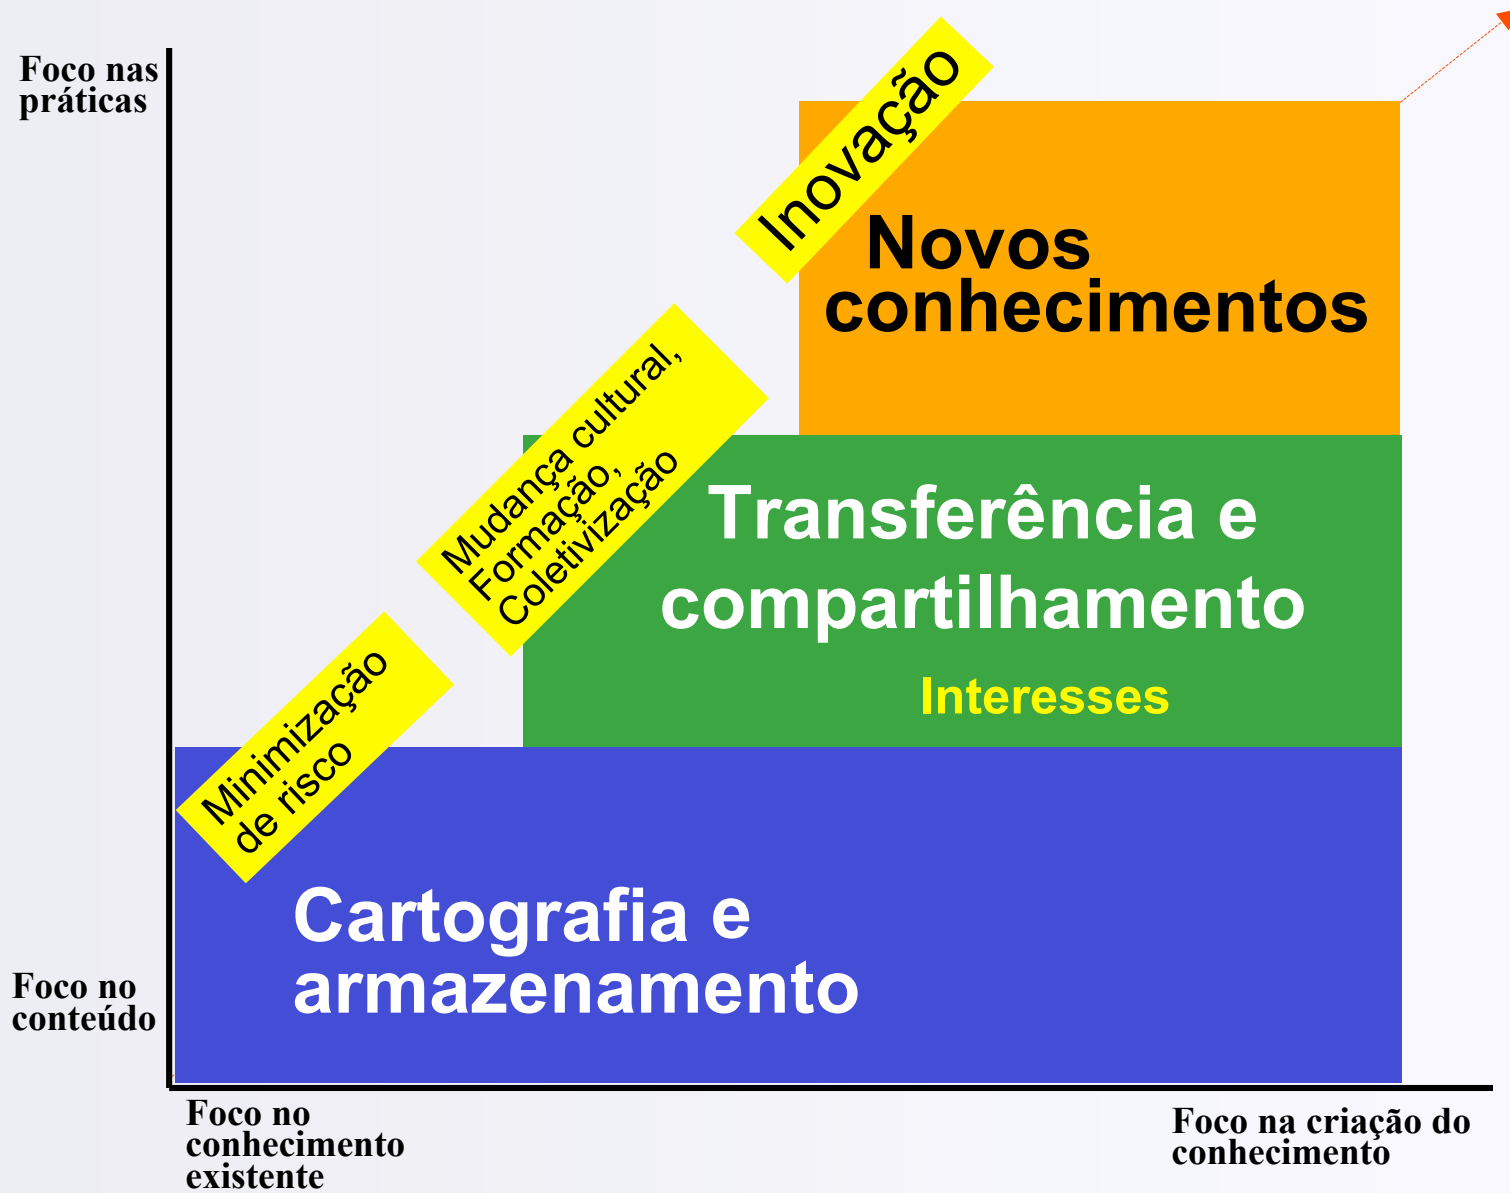 Foco nas
práticas
Inovação
Novos
conhecimentos
Mudança cultural,
Formação,
Coletivização
Transferência e
compartilhamento
Interesses
Minimização
de risco
Cartografia e
armazenamento
Foco no
conteúdo
Foco no
conhecimento
existente
Foco na criação do
conhecimento